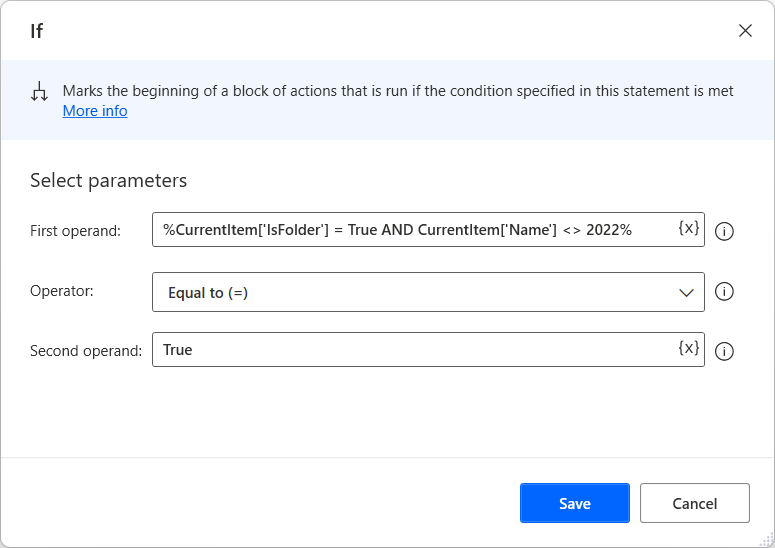 If
Marks the beginning of a block of actions that is run if the condition specified in this statement is met
More info
Select parameters
First operand: %CurrentItem['IsFolder'] = True AND CurrentItem['Name'] <> 2022% {x}
Operator: Equal to (=)
Second operand: True {x}
Save Cancel